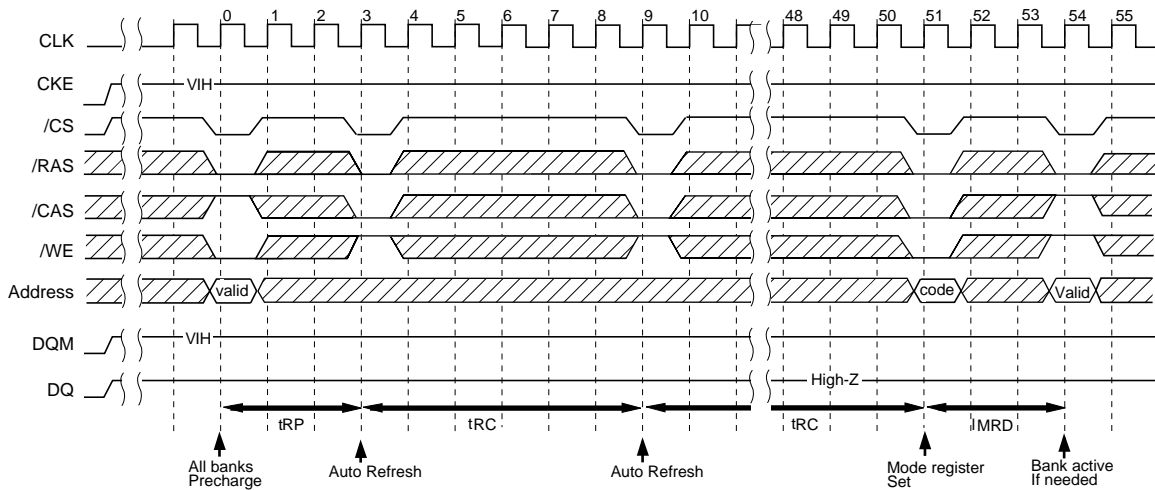 0 1 2 3 4 5 6 7 8 9 10 48 49 50 51 52 53 54 55
CLK
CKE
VIH
/CS
/RAS
/CAS
/WE
Address
valid
code
Valid
DQM
VIH
DQ
High-Z
tRP
tRC
tRC
lMRD
All banks
Precharge
Auto Refresh
Auto Refresh
Mode register
Set
Bank active
If needed